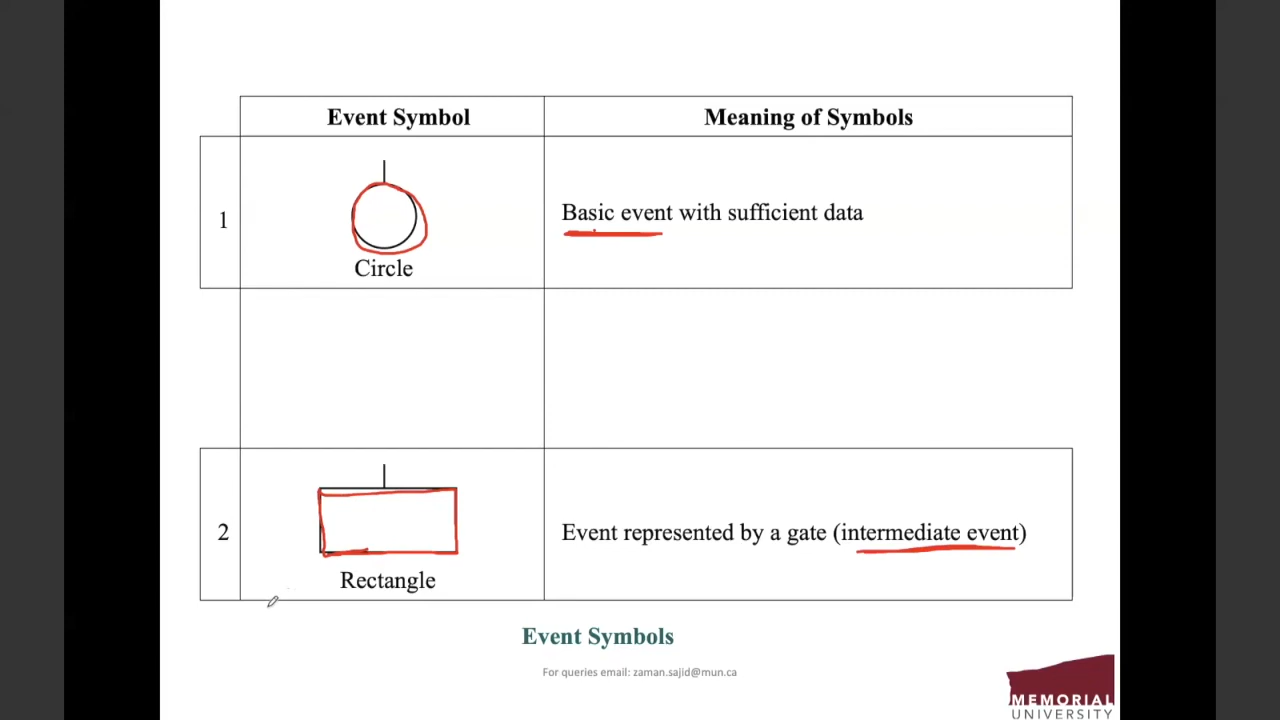 Event Symbol
Meaning of Symbols
1
Circle
Basic event with sufficient data
2
Rectangle
Event represented by a gate (intermediate event)
Event Symbols
For queries email: zaman.sajid@mun.ca
MEMORIAL
UNIVERSITY